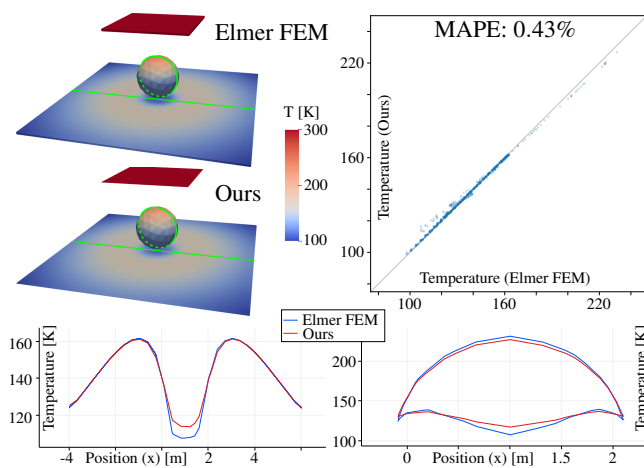 Elmer FEM
T [K]
300
200
100
Ours
MAPE: 0.43%
Temperature (Ours)
220
160
100
100
160
220
Temperature (Elmer FEM)
Elmer FEM
Ours
Temperature [K]
160
140
120
-4
Position (x) [m]
2
Temperature [K]
200
150
100
0
Position (x) [m]
1.5
2